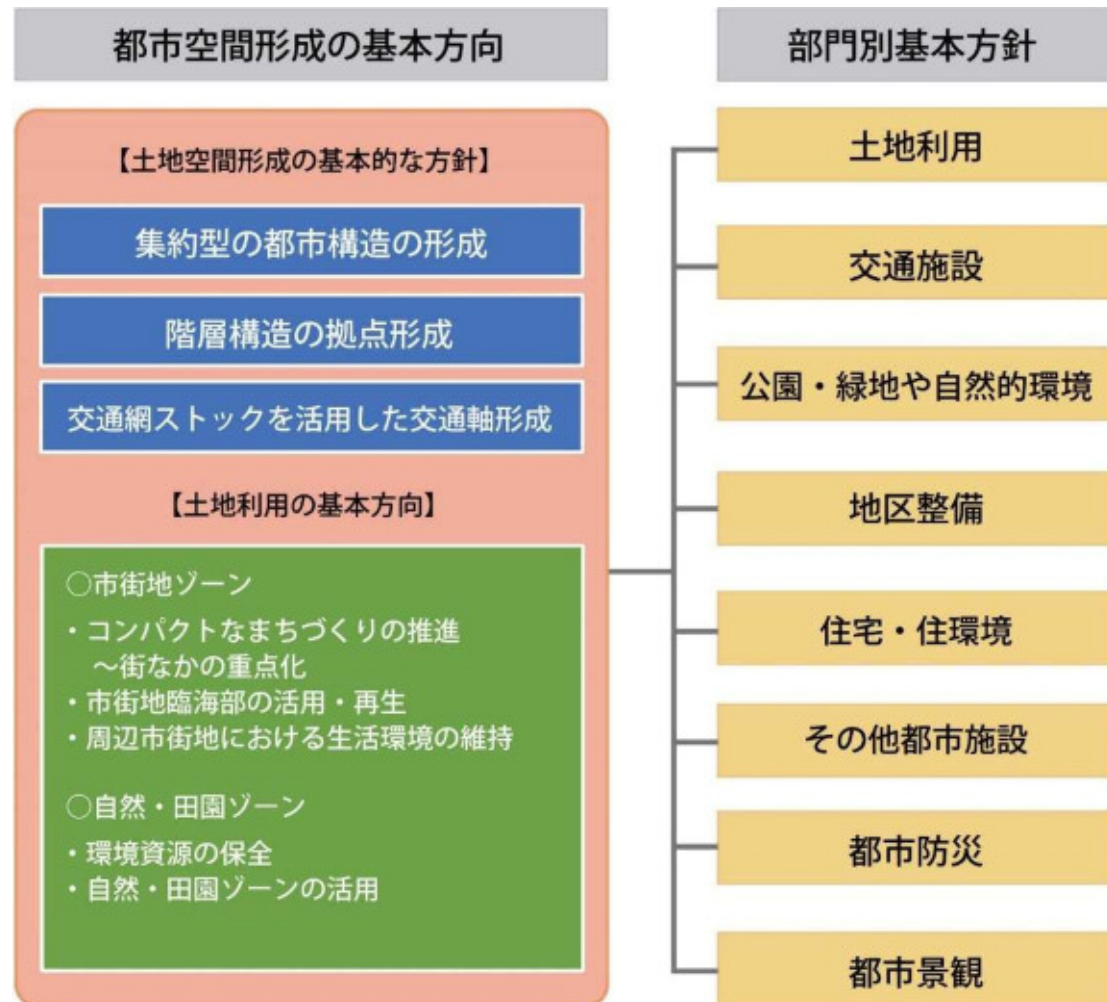 都市空間形成の基本方向
【土地空間形成の基本的な方針】
集約型の都市構造の形成
階層構造の拠点形成
交通網ストックを活用した交通軸形成
【土地利用の基本方向】
○市街地ゾーン
・コンパクトなまちづくりの推進
～街なかの重点化
・市街地臨海部の活用・再生
・周辺市街地における生活環境の維持
○自然・田園ゾーン
・環境資源の保全
・自然・田園ゾーンの活用
部門別基本方針
土地利用
交通施設
公園・緑地や自然的環境
地区整備
住宅・住環境
その他都市施設
都市防災
都市景観